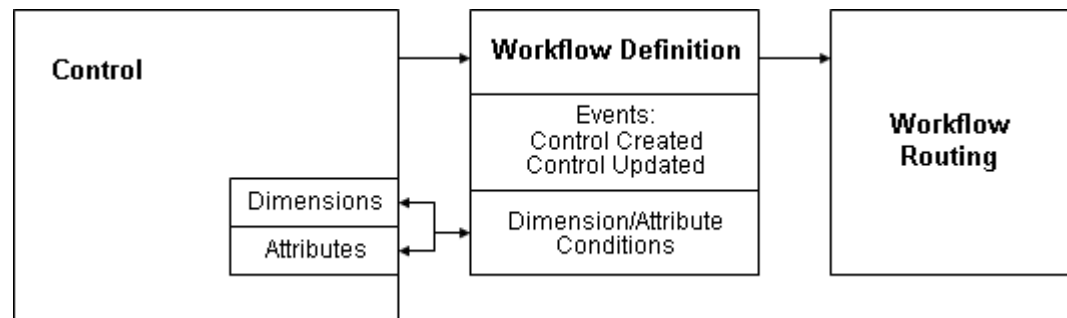 Control
Dimensions
Attributes
Workflow Definition
Events:
Control Created
Control Updated
Dimension/Attribute
Conditions
Workflow
Routing